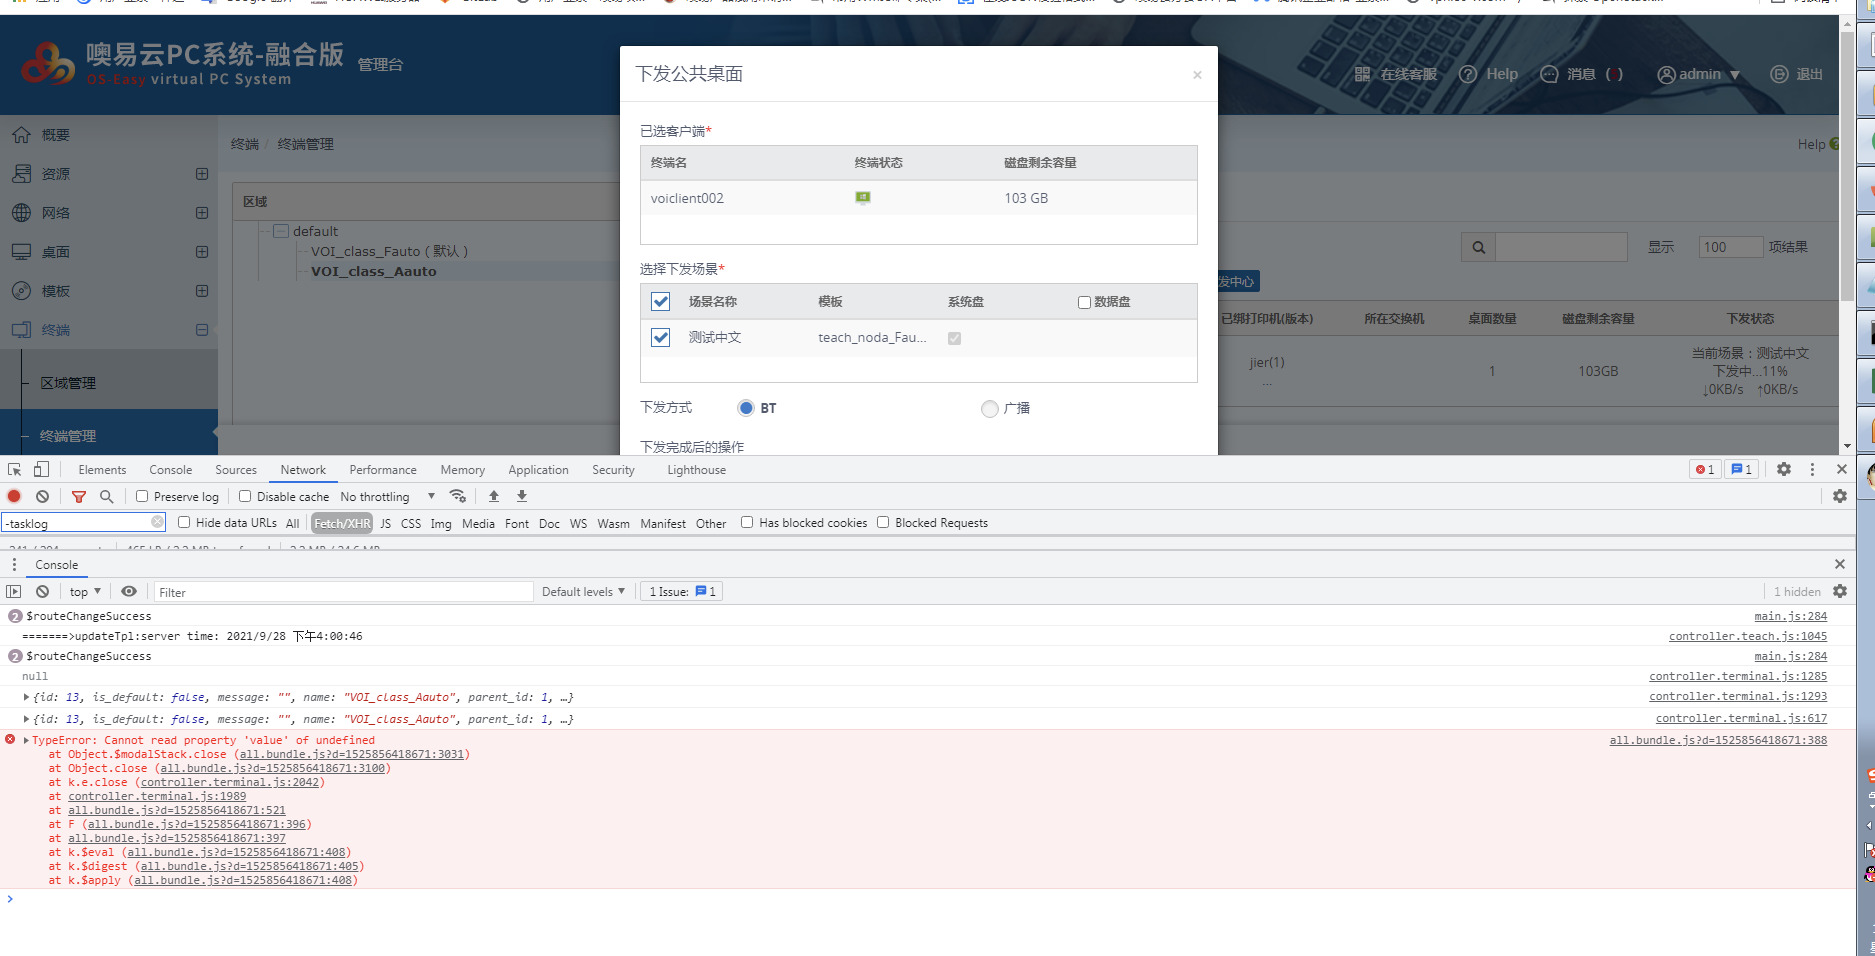 噢易云PC系统-融合版 管理台
OS-Easy virtual PC System
在线客服 Help 消息 ( ) admin ▼ 退出
概要
资源
网络
桌面
模板
终端
区域管理
终端管理
终端 / 终端管理
Help
区域
default
VOI_class_Fauto ( 默认 )
VOI_class_Aauto
下发公共桌面 ×
已选客户端*
终端名 终端状态 磁盘剩余容量
voiclient002 103 GB
选择下发场景*
场景名称 模板 系统盘 数据盘
测试中文 teach_noda_Fau...
下发方式 BT 广播
下发完成后的操作
显示 100 项结果
发中心
已绑打印机(版本) 所在交换机 桌面数量 磁盘剩余容量 下发状态
jier(1)
...
1 103GB
当前场景：测试中文
下发中...11%
↓0KB/s ↑0KB/s
Elements Console Sources Network Performance Memory Application Security Lighthouse 1 1
Preserve log Disable cache No throttling ▼
-tasklog Hide data URLs All Fetch/XHR JS CSS Img Media Font Doc WS Wasm Manifest Other Has blocked cookies Blocked Requests
Console
top ▼ Filter Default levels ▼ 1 Issue: 1 1 hidden
2 $routeChangeSuccess main.js:284
=======>updateTpl:server time: 2021/9/28 下午4:00:46 controller.teach.js:1045
2 $routeChangeSuccess main.js:284
null controller.terminal.js:1285
{id: 13, is_default: false, message: "", name: "VOI_class_Aauto", parent_id: 1, …} controller.terminal.js:1293
{id: 13, is_default: false, message: "", name: "VOI_class_Aauto", parent_id: 1, …} controller.terminal.js:617
TypeError: Cannot read property 'value' of undefined all.bundle.js?d=1525856418671:388
at Object.$modalStack.close (all.bundle.js?d=1525856418671:3031)
at Object.close (all.bundle.js?d=1525856418671:3100)
at k.e.close (controller.terminal.js:2042)
at controller.terminal.js:1989
at all.bundle.js?d=1525856418671:521
at F (all.bundle.js?d=1525856418671:396)
at all.bundle.js?d=1525856418671:397
at k.$eval (all.bundle.js?d=1525856418671:408)
at k.$digest (all.bundle.js?d=1525856418671:405)
at k.$apply (all.bundle.js?d=1525856418671:408)